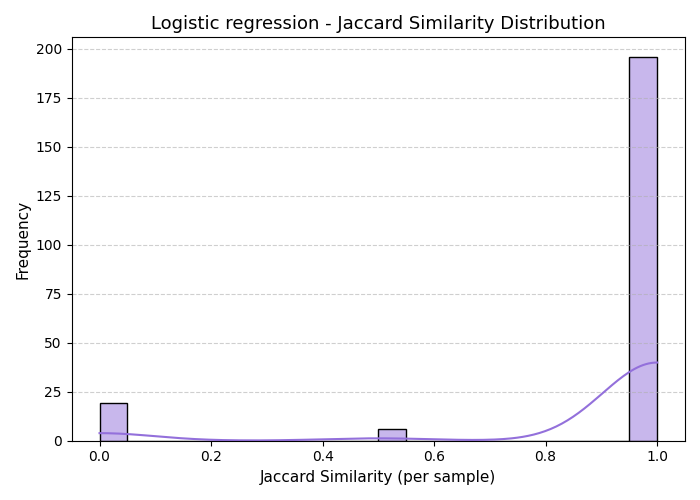 Logistic regression - Jaccard Similarity Distribution
200
175
150
125
100
75
50
25
0
Frequency
0.0 0.2 0.4 0.6 0.8 1.0
Jaccard Similarity (per sample)